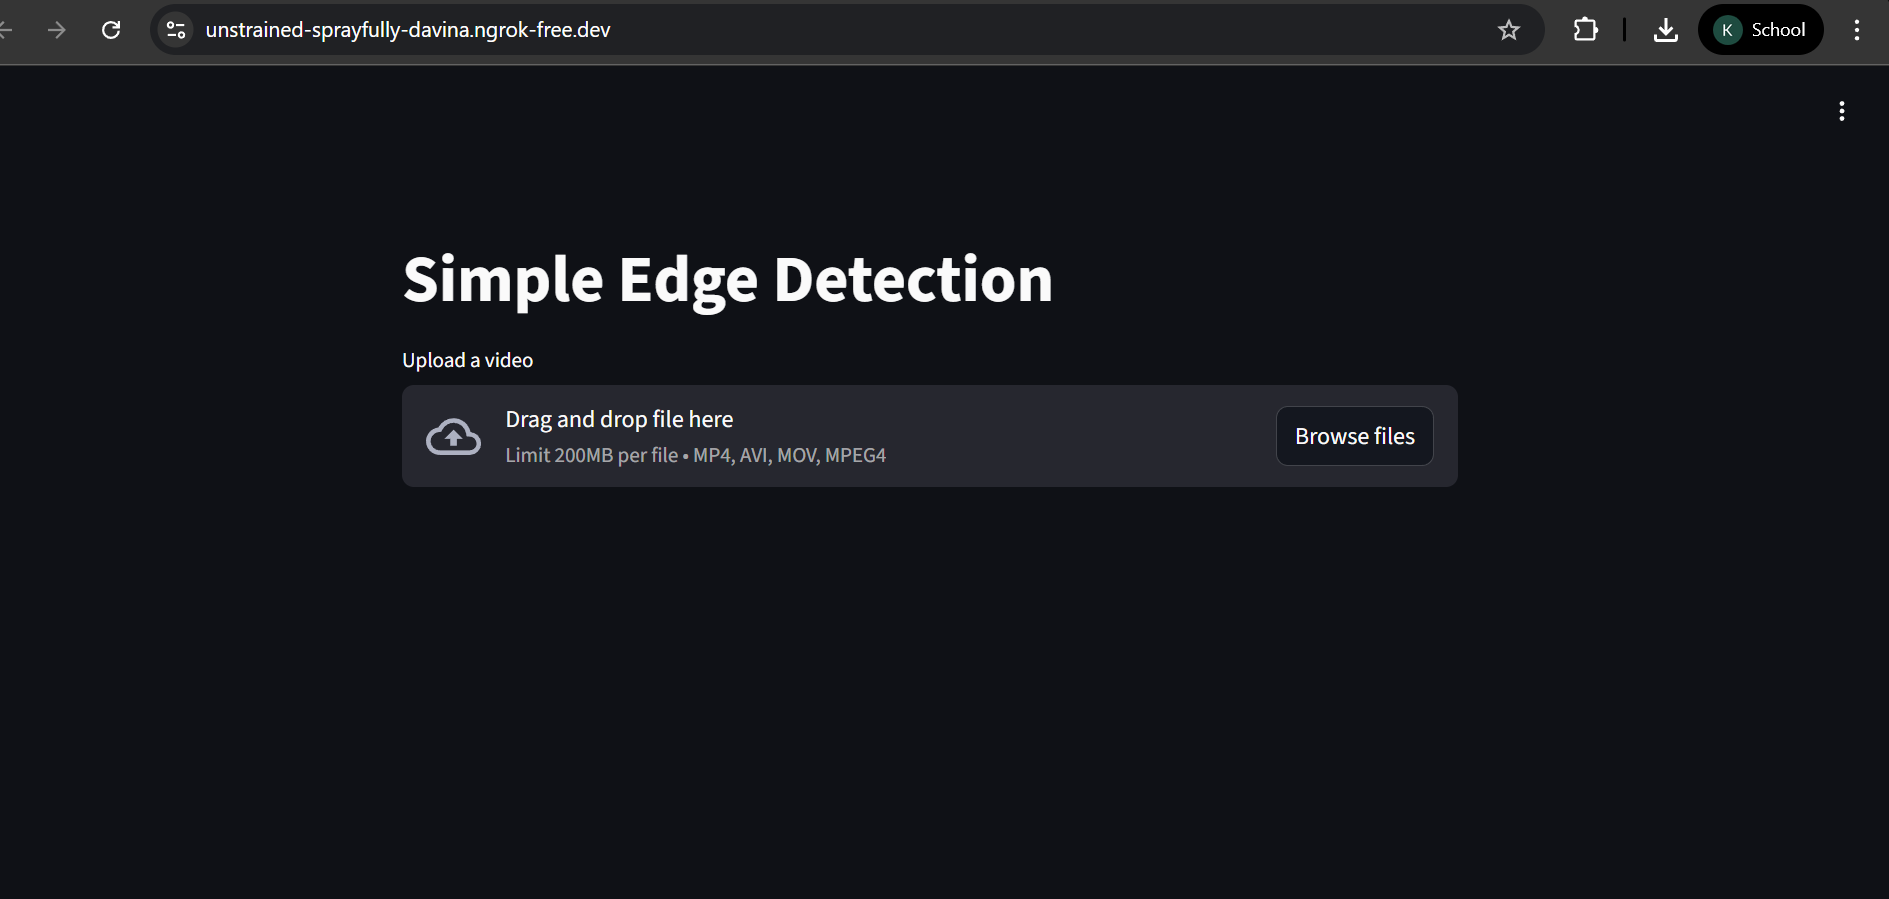 unstrained-sprayfully-davina.ngrok-free.dev
K School
Simple Edge Detection
Upload a video
Drag and drop file here
Limit 200MB per file • MP4, AVI, MOV, MPEG4
Browse files